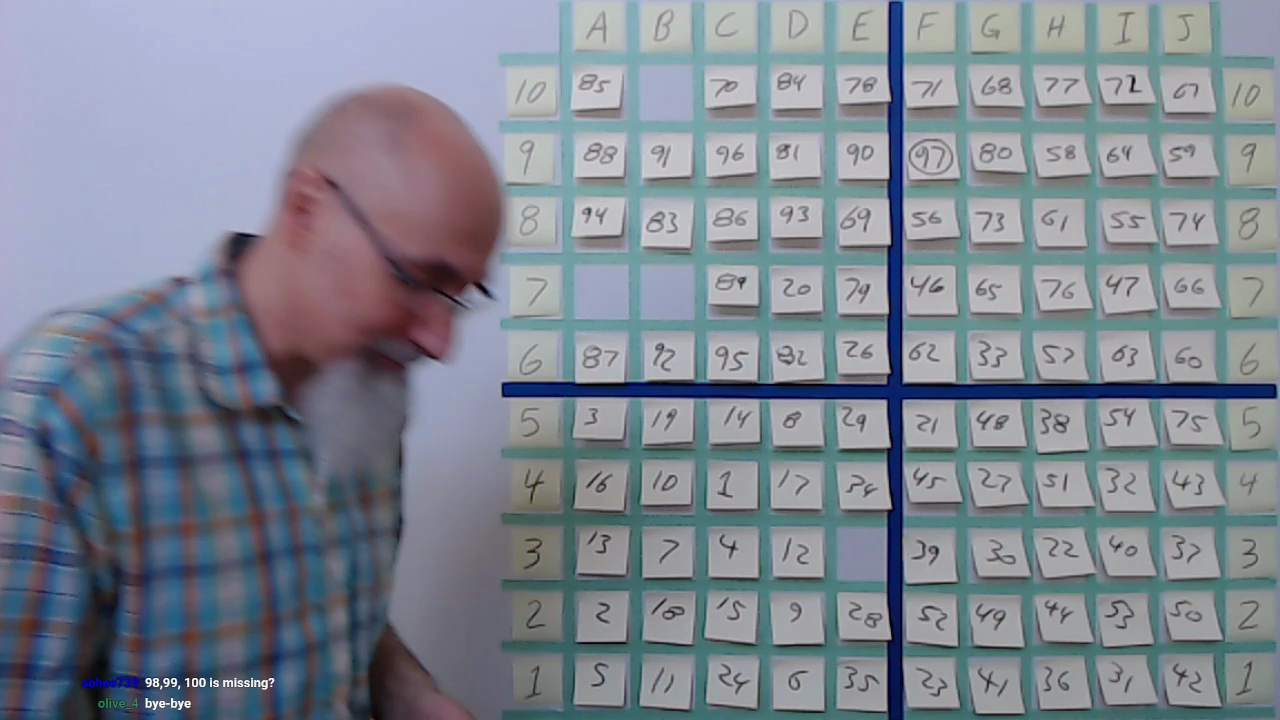 A B C D E F G H I J
10 85 70 84 78 71 68 77 72 67 10
9 88 91 96 81 90 97 80 58 64 59 9
8 94 83 86 93 69 56 73 61 55 74 8
7 89 20 79 46 65 76 47 66 7
6 87 92 95 82 26 62 33 57 63 60 6
5 3 19 14 8 29 21 48 38 54 75 5
4 16 10 1 17 34 45 27 51 32 43 4
3 13 7 4 12 39 30 22 40 37 3
2 2 18 15 9 28 52 49 44 53 50 2
1 5 11 24 6 35 23 41 36 31 42 1
98,99, 100 is missing?
olive_4 bye-bye